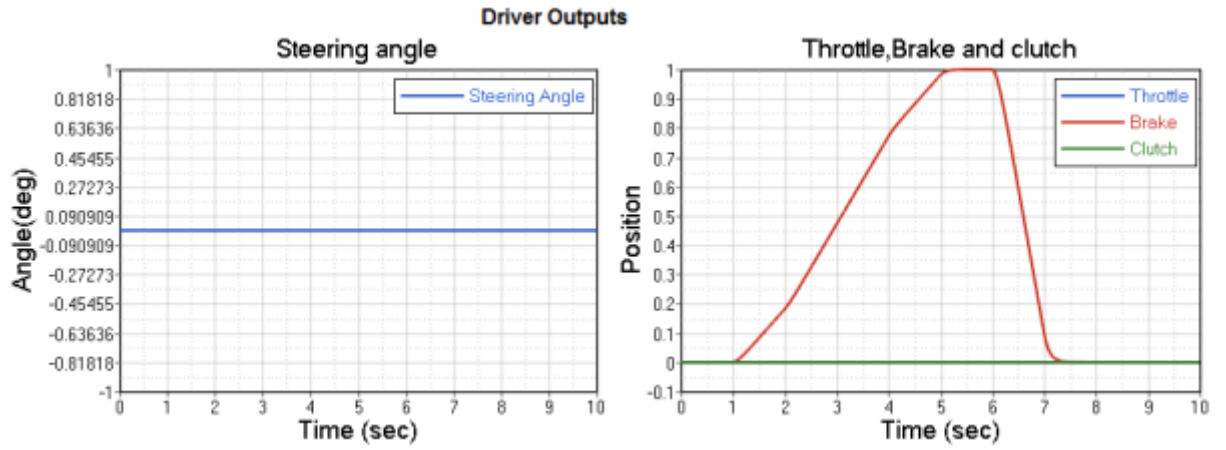 Driver Outputs
Steering angle
Steering Angle
Angle(deg)
1
0.81818
0.63636
0.45455
0.27273
0.090909
-0.090909
-0.27273
-0.45455
-0.63636
-0.81818
-1
0 1 2 3 4 5 6 7 8 9 10
Time (sec)
Throttle,Brake and clutch
Throttle
Brake
Clutch
Position
1
0.9
0.8
0.7
0.6
0.5
0.4
0.3
0.2
0.1
0
-0.1
0 1 2 3 4 5 6 7 8 9 10
Time (sec)